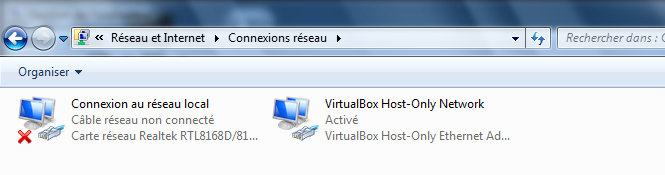 « Réseau et Internet Connexions réseau Rechercher dans : C
Organiser
Connexion au réseau local
Câble réseau non connecté
Carte réseau Realtek RTL8168D/81...
VirtualBox Host-Only Network
Activé
VirtualBox Host-Only Ethernet Ad...